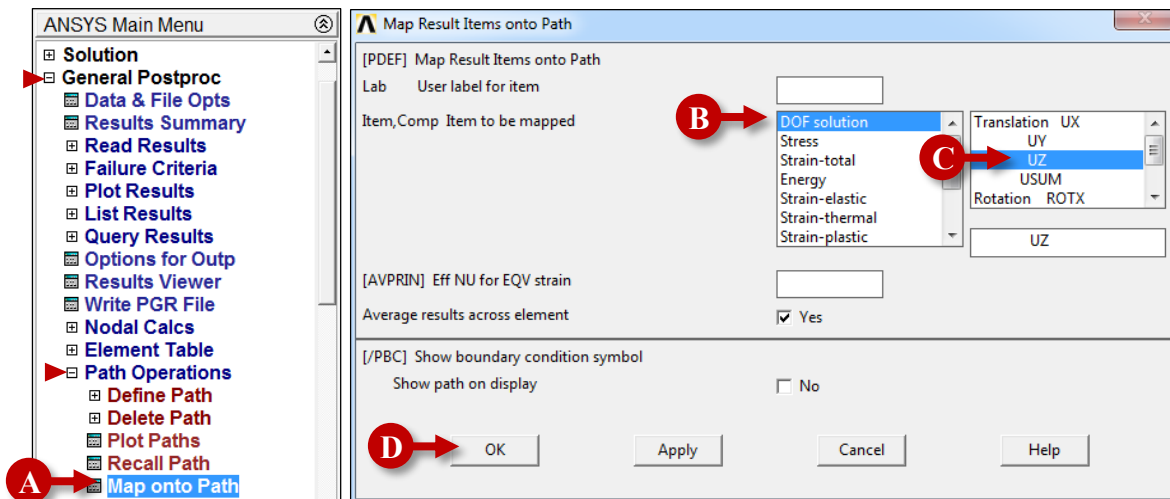 ANSYS Main Menu
Solution
General Postproc
Data & File Opts
Results Summary
Read Results
Failure Criteria
Plot Results
List Results
Query Results
Options for Outp
Results Viewer
Write PGR File
Nodal Calcs
Element Table
Path Operations
Define Path
Delete Path
Plot Paths
Recall Path
A
Map onto Path
Map Result Items onto Path
[PDEF] Map Result Items onto Path
Lab User label for item
Item,Comp Item to be mapped
B
DOF solution
Stress
Strain-total
Energy
Strain-elastic
Strain-thermal
Strain-plastic
C
Translation UX
UY
UZ
USUM
Rotation ROTX
UZ
[AVPRIN] Eff NU for EQV strain
Average results across element Yes
[/PBC] Show boundary condition symbol
Show path on display No
D
OK Apply Cancel Help